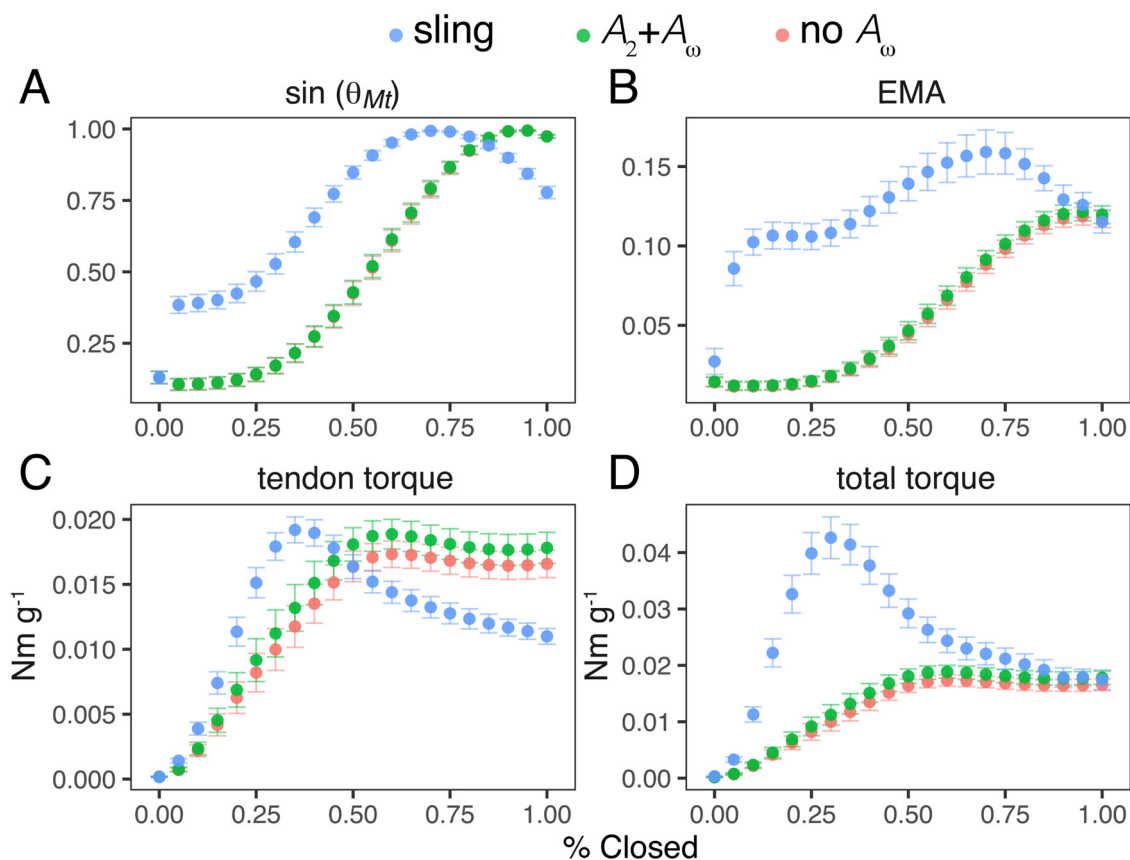 sling A₂+Aω no Aω
A sin (θMt)
B EMA
1.00
0.75
0.50
0.25
0.15
0.10
0.05
0.00 0.25 0.50 0.75 1.00
0.00 0.25 0.50 0.75 1.00
C tendon torque
D total torque
Nm g⁻¹
0.020
0.015
0.010
0.005
0.000
Nm g⁻¹
0.04
0.03
0.02
0.01
0.00
0.00 0.25 0.50 0.75 1.00
0.00 0.25 0.50 0.75 1.00
% Closed